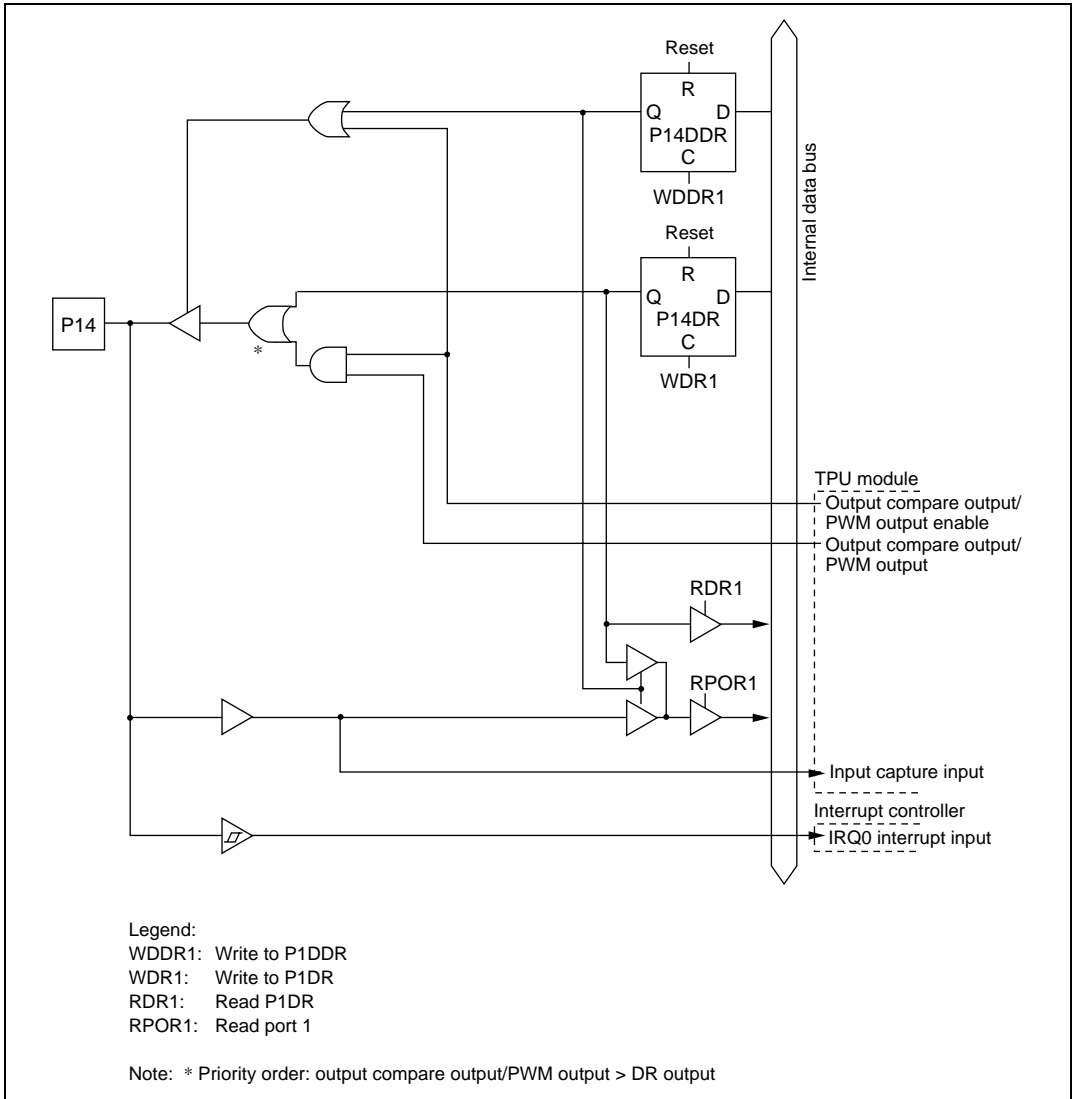 Reset
R
Q D
P14DDR
C
WDDR1
Internal data bus
Reset
R
Q D
P14DR
C
WDR1
P14
*
TPU module
Output compare output/
PWM output enable
Output compare output/
PWM output
RDR1
RPOR1
Input capture input
Interrupt controller
IRQ0 interrupt input
Legend:
WDDR1: Write to P1DDR
WDR1: Write to P1DR
RDR1: Read P1DR
RPOR1: Read port 1
Note: * Priority order: output compare output/PWM output > DR output